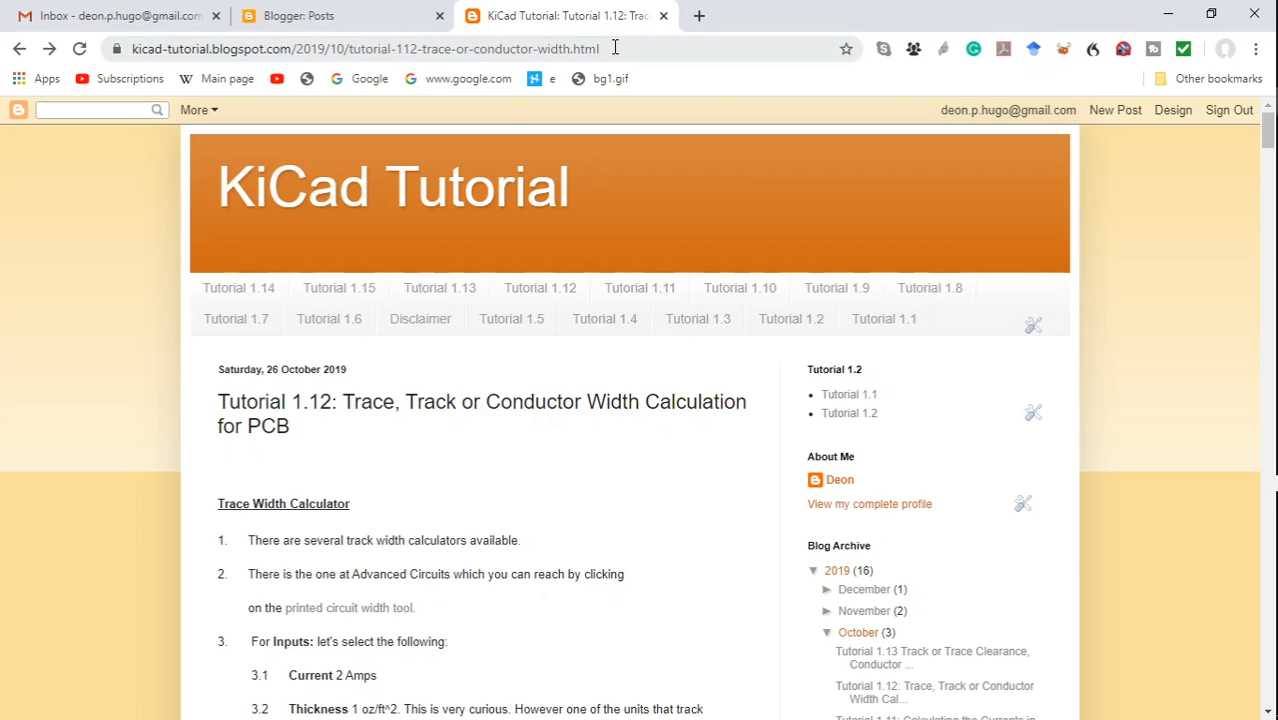 Inbox - deon.p.hugo@gmail.com
Blogger: Posts
KiCad Tutorial: Tutorial 1.12: Trac
kicad-tutorial.blogspot.com/2019/10/tutorial-112-trace-or-conductor-width.html
Apps
Subscriptions
Main page
Google
www.google.com
e
bg1.gif
Other bookmarks
More
deon.p.hugo@gmail.com
New Post
Design
Sign Out
KiCad Tutorial
Tutorial 1.14
Tutorial 1.15
Tutorial 1.13
Tutorial 1.12
Tutorial 1.11
Tutorial 1.10
Tutorial 1.9
Tutorial 1.8
Tutorial 1.7
Tutorial 1.6
Disclaimer
Tutorial 1.5
Tutorial 1.4
Tutorial 1.3
Tutorial 1.2
Tutorial 1.1
Saturday, 26 October 2019
Tutorial 1.12: Trace, Track or Conductor Width Calculation
for PCB
Trace Width Calculator
1. There are several track width calculators available.
2. There is the one at Advanced Circuits which you can reach by clicking
on the printed circuit width tool.
3. For Inputs: let's select the following:
3.1 Current 2 Amps
3.2 Thickness 1 oz/ft^2. This is very curious. However one of the units that track
Tutorial 1.2
Tutorial 1.1
Tutorial 1.2
About Me
Deon
View my complete profile
Blog Archive
▼ 2019 (16)
► December (1)
► November (2)
▼ October (3)
Tutorial 1.13 Track or Trace Clearance,
Conductor ...
Tutorial 1.12: Trace, Track or Conductor
Width Cal...
Tutorial 1.11: Calculating the Currents in